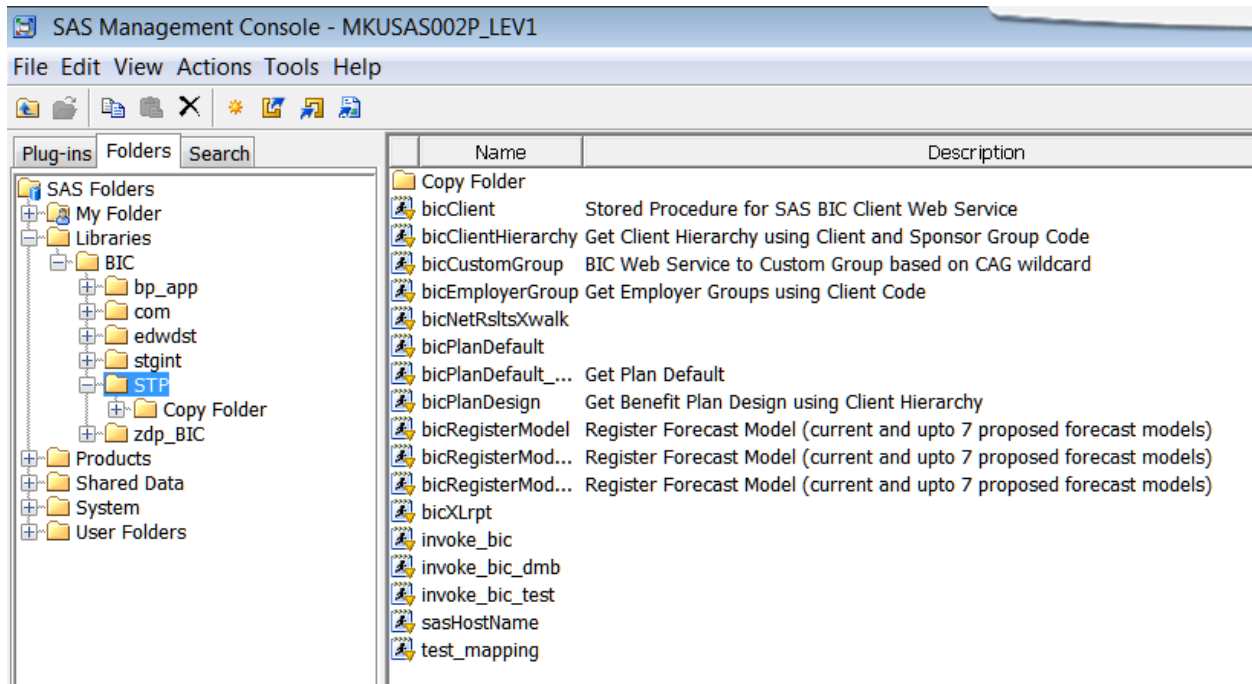 SAS Management Console - MKUSAS002P_LEV1
File Edit View Actions Tools Help
Plug-ins Folders Search
SAS Folders
My Folder
Libraries
BIC
bp_app
com
edwdst
stgint
STP
Copy Folder
zdp_BIC
Products
Shared Data
System
User Folders
Name Description
Copy Folder
bicClient Stored Procedure for SAS BIC Client Web Service
bicClientHierarchy Get Client Hierarchy using Client and Sponsor Group Code
bicCustomGroup BIC Web Service to Custom Group based on CAG wildcard
bicEmployerGroup Get Employer Groups using Client Code
bicNetRsltsXwalk
bicPlanDefault
bicPlanDefault_... Get Plan Default
bicPlanDesign Get Benefit Plan Design using Client Hierarchy
bicRegisterModel Register Forecast Model (current and upto 7 proposed forecast models)
bicRegisterMod... Register Forecast Model (current and upto 7 proposed forecast models)
bicRegisterMod... Register Forecast Model (current and upto 7 proposed forecast models)
bicXLrpt
invoke_bic
invoke_bic_dmb
invoke_bic_test
sasHostName
test_mapping